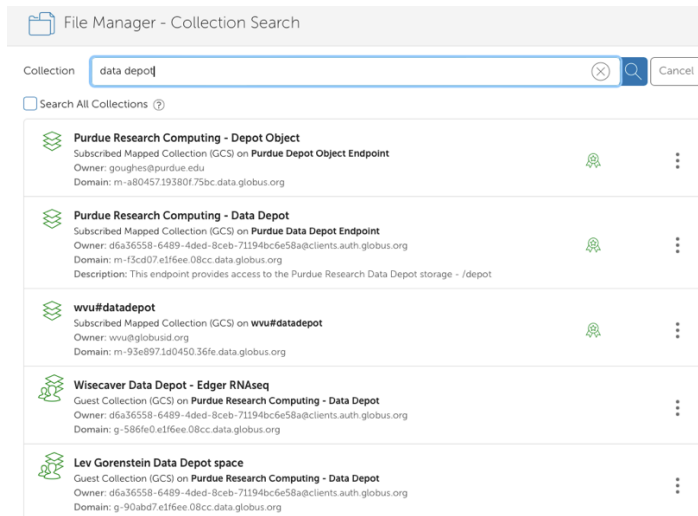 File Manager - Collection Search
Collection data depot Cancel
Search All Collections ?
Purdue Research Computing - Depot Object
Subscribed Mapped Collection (GCS) on Purdue Depot Object Endpoint
Owner: goughes@purdue.edu
Domain: m-a80457.19380f.75bc.data.globus.org
Purdue Research Computing - Data Depot
Subscribed Mapped Collection (GCS) on Purdue Data Depot Endpoint
Owner: d6a36558-6489-4ded-8ceb-71194bc6e58a@clients.auth.globus.org
Domain: m-f3cd07.e1f6ee.08cc.data.globus.org
Description: This endpoint provides access to the Purdue Research Data Depot storage - /depot
wvu#datadepot
Subscribed Mapped Collection (GCS) on wvu#datadepot
Owner: wvu@globusid.org
Domain: m-93e897.1d0450.36fe.data.globus.org
Wisecaver Data Depot - Edger RNAseq
Guest Collection (GCS) on Purdue Research Computing - Data Depot
Owner: d6a36558-6489-4ded-8ceb-71194bc6e58a@clients.auth.globus.org
Domain: g-586fe0.e1f6ee.08cc.data.globus.org
Lev Gorenstein Data Depot space
Guest Collection (GCS) on Purdue Research Computing - Data Depot
Owner: d6a36558-6489-4ded-8ceb-71194bc6e58a@clients.auth.globus.org
Domain: g-90abd7.e1f6ee.08cc.data.globus.org